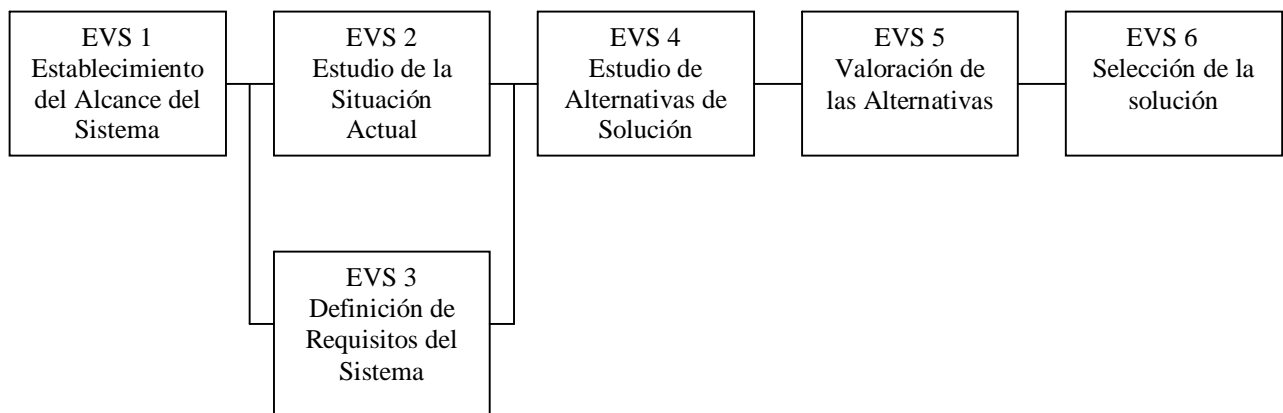 EVS 1
Establecimiento
del Alcance del
Sistema
EVS 2
Estudio de la
Situación
Actual
EVS 4
Estudio de
Alternativas de
Solución
EVS 5
Valoración de
las Alternativas
EVS 6
Selección de la
solución
EVS 3
Definición de
Requisitos del
Sistema